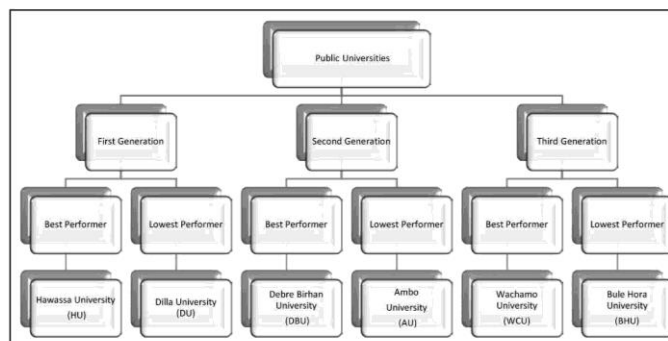 Public Universities
First Generation
Second Generation
Third Generation
Best Performer
Lowest Performer
Best Performer
Lowest Performer
Best Performer
Lowest Performer
Hawassa University
(HU)
Dilla University
(DU)
Debre Birhan
University
(DBU)
Ambo
University
(AU)
Wachamo
University
(WCU)
Bule Hora
University
(BHU)